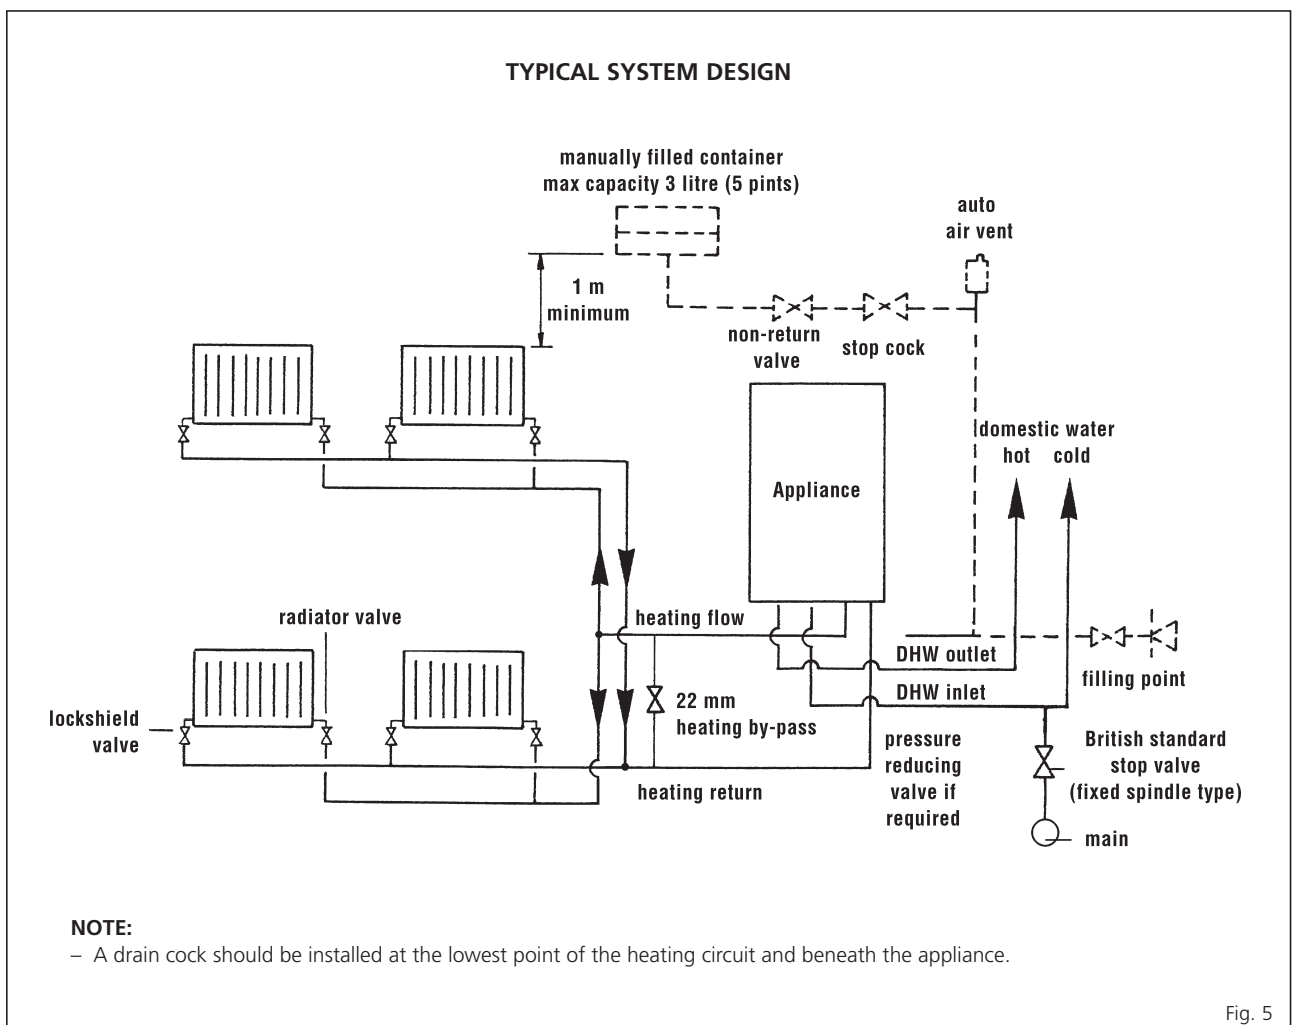 TYPICAL SYSTEM DESIGN
manually filled container
max capacity 3 litre (5 pints)
auto
air vent
1 m
minimum
non-return
valve
stop cock
domestic water
hot cold
Appliance
radiator valve
heating flow
DHW outlet
filling point
lockshield
valve
22 mm
heating by-pass
DHW inlet
pressure
reducing
valve if
required
British standard
stop valve
(fixed spindle type)
heating return
main
NOTE:
– A drain cock should be installed at the lowest point of the heating circuit and beneath the appliance.
Fig. 5